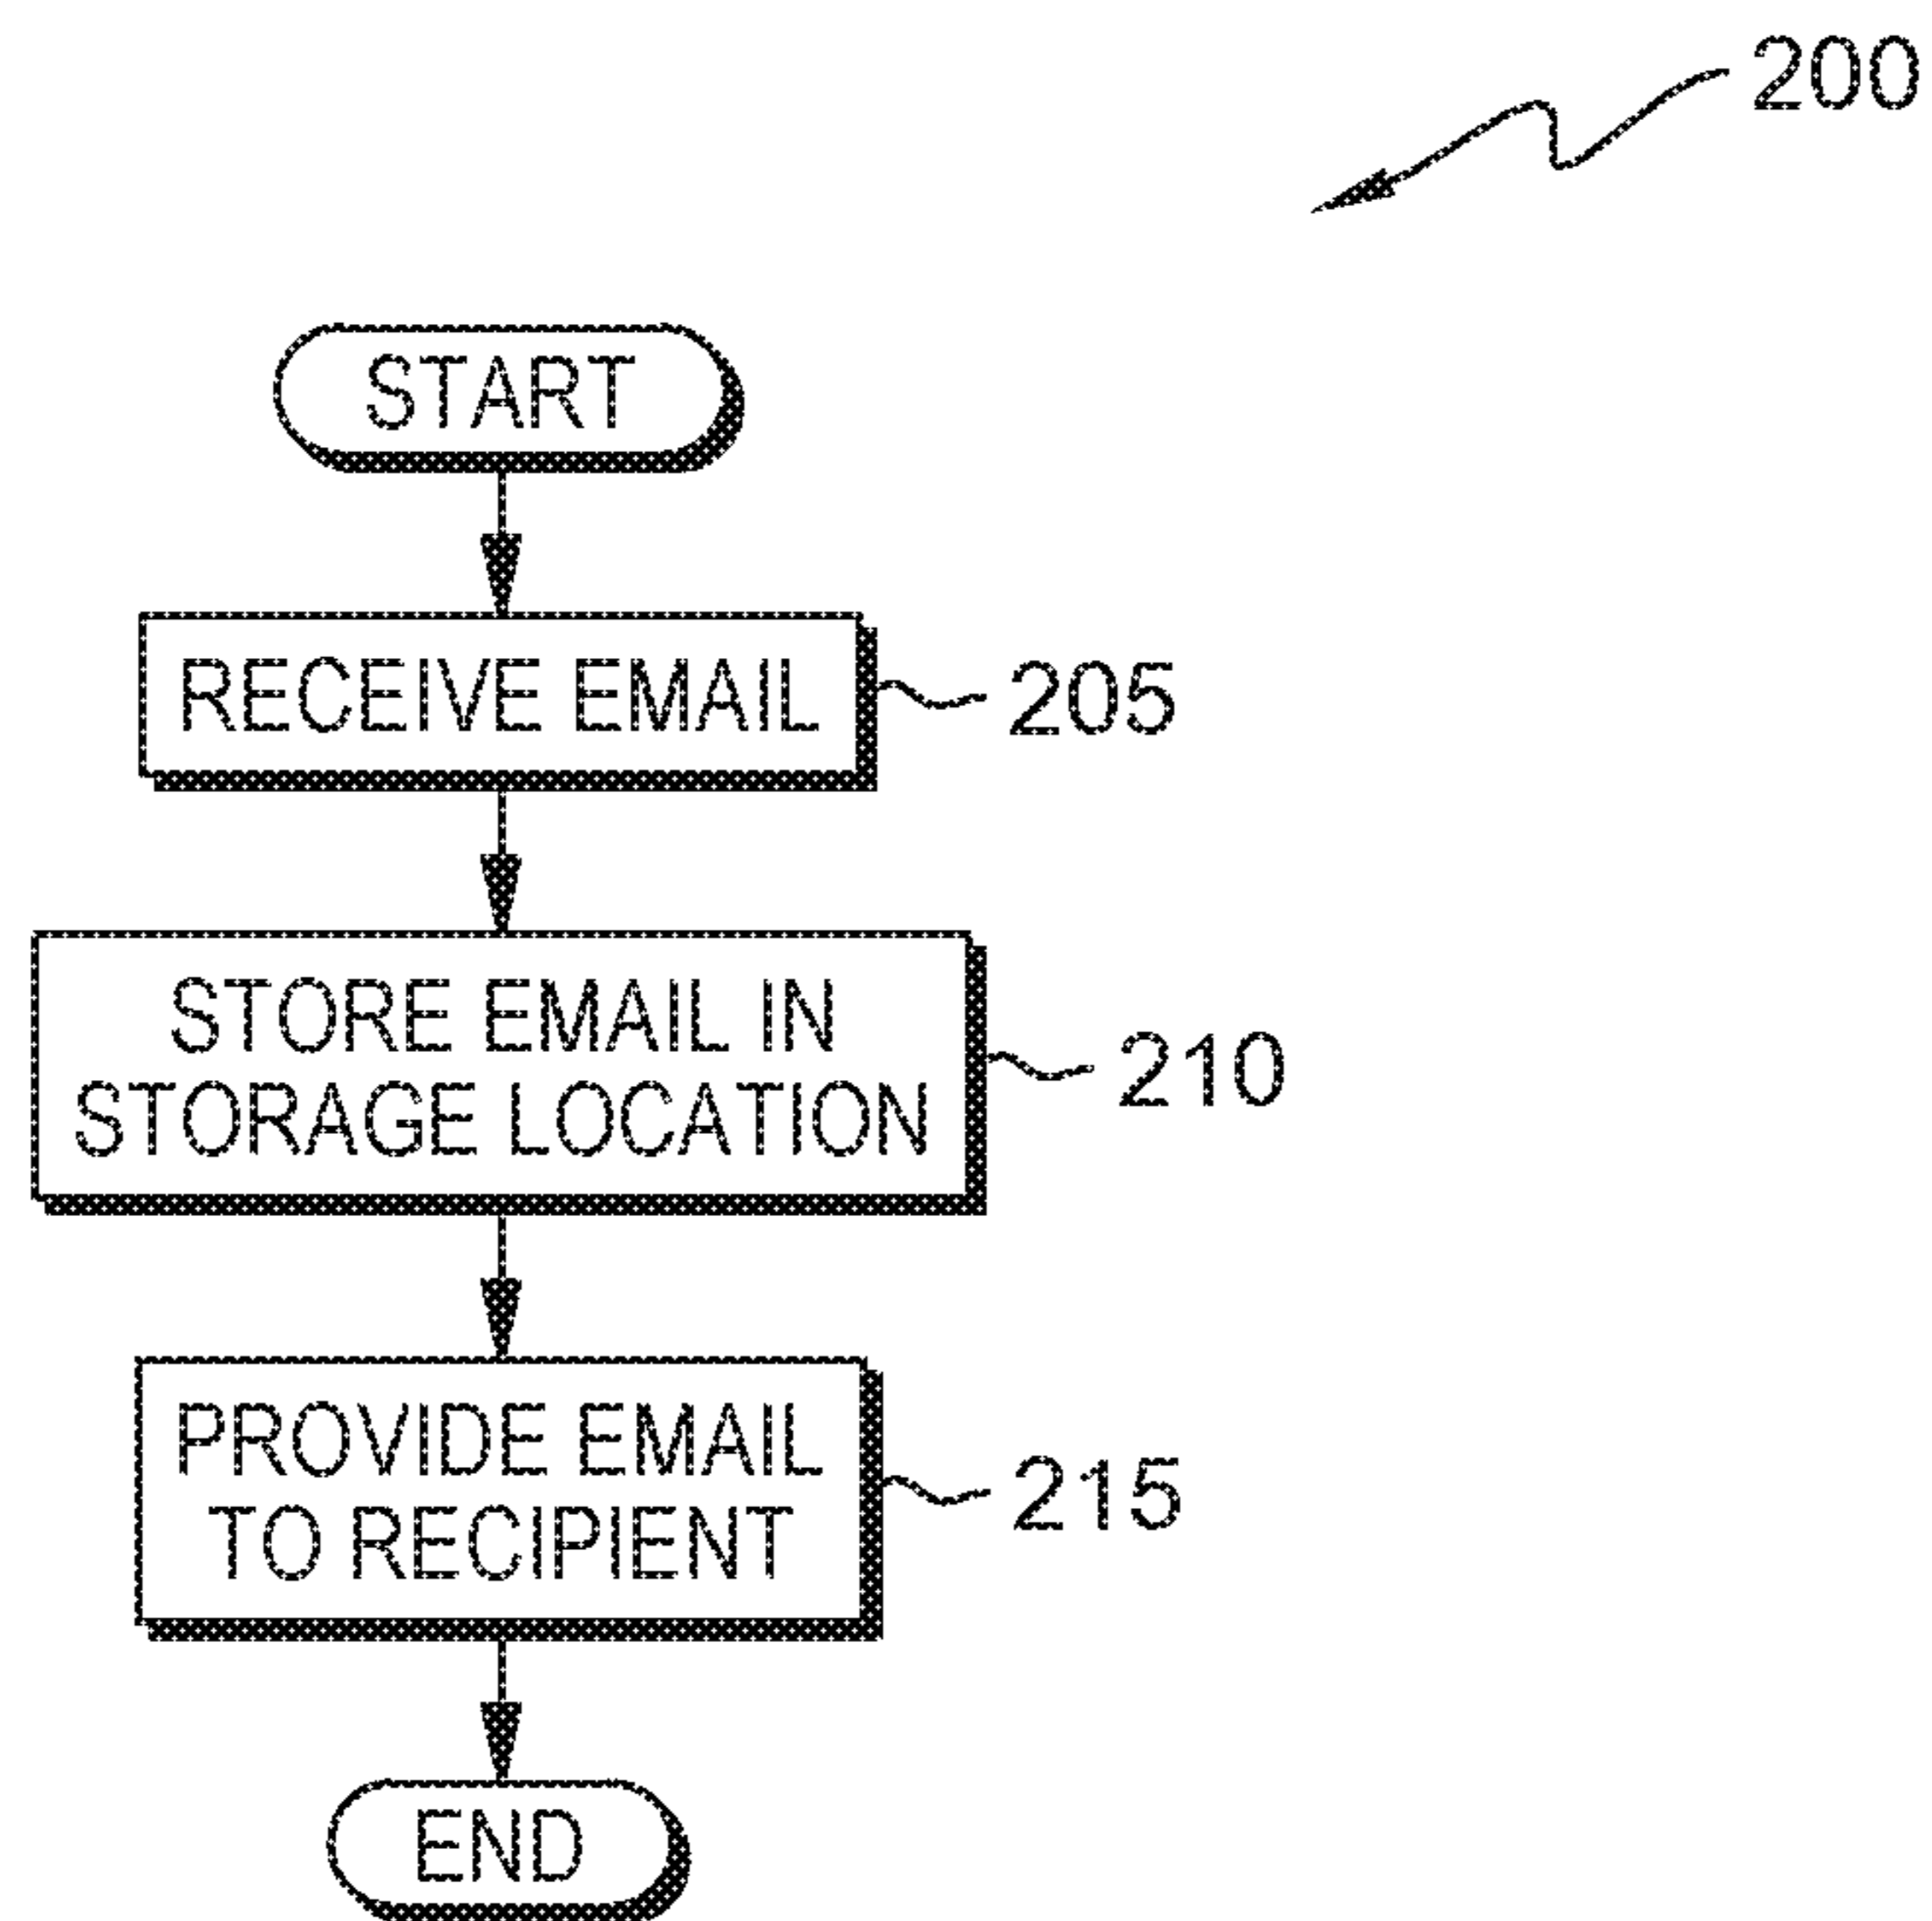 200
START
RECEIVE EMAIL
205
STORE EMAIL IN
STORAGE LOCATION
210
PROVIDE EMAIL
TO RECIPIENT
215
END